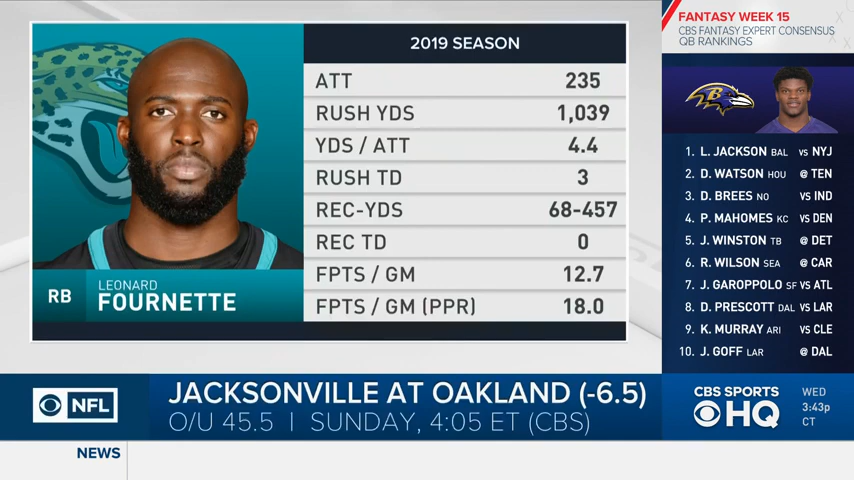 2019 SEASON
ATT 235
RUSH YDS 1,039
YDS / ATT 4.4
RUSH TD 3
REC-YDS 68-457
REC TD 0
FPTS / GM 12.7
FPTS / GM (PPR) 18.0
RB
LEONARD
FOURNETTE
FANTASY WEEK 15
CBS FANTASY EXPERT CONSENSUS
QB RANKINGS
B
1. L. JACKSON BAL VS NYJ
2. D. WATSON HOU @ TEN
3. D. BREES NO VS IND
4. P. MAHOMES KC VS DEN
5. J. WINSTON TB @ DET
6. R. WILSON SEA @ CAR
7. J. GAROPPOLO SF VS ATL
8. D. PRESCOTT DAL VS LAR
9. K. MURRAY ARI VS CLE
10. J. GOFF LAR @ DAL
NFL
JACKSONVILLE AT OAKLAND (-6.5)
O/U 45.5 | SUNDAY, 4:05 ET (CBS)
CBS SPORTS
HQ
WED
3:43p
CT
NEWS